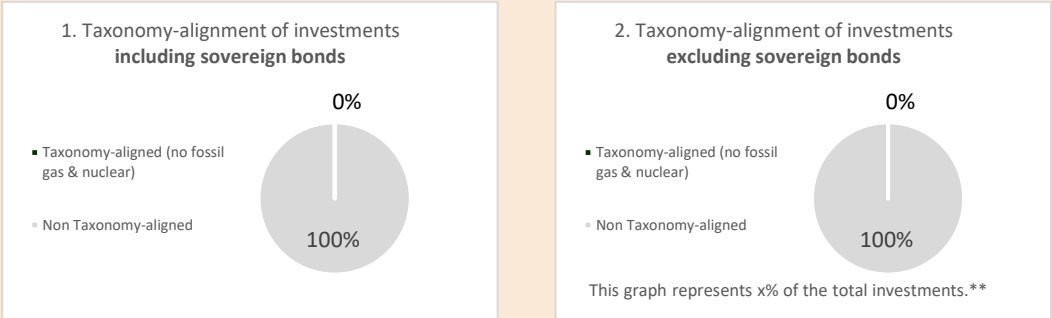 1. Taxonomy-alignment of investments
including sovereign bonds
0%
Taxonomy-aligned (no fossil
gas & nuclear)
Non Taxonomy-aligned
100%
2. Taxonomy-alignment of investments
excluding sovereign bonds
0%
Taxonomy-aligned (no fossil
gas & nuclear)
Non Taxonomy-aligned
100%
This graph represents x% of the total investments.**